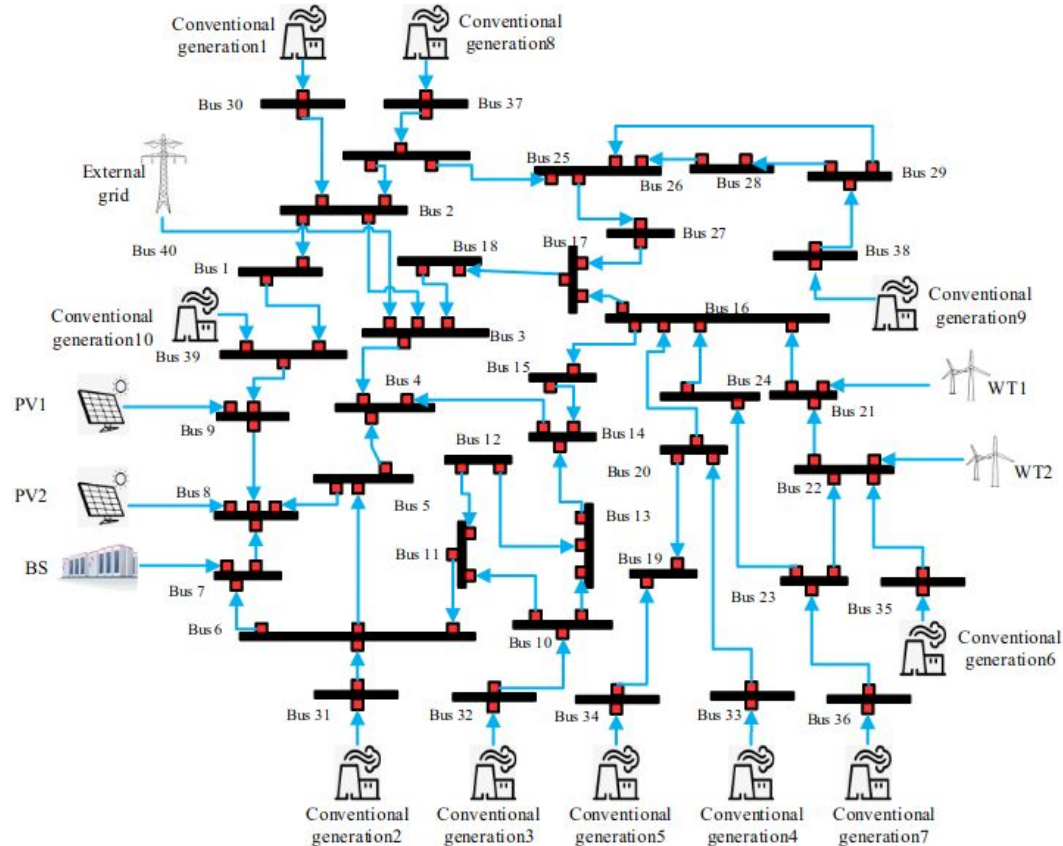 Conventional
generation1
Conventional
generation8
Bus 30
Bus 37
External
grid
Bus 25
Bus 26
Bus 28
Bus 29
Bus 2
Bus 40
Bus 18
Bus 17
Bus 27
Bus 38
Bus 1
Conventional
generation10
Bus 39
Bus 3
Bus 16
Conventional
generation9
Bus 15
Bus 4
Bus 24
Bus 21
WT1
PV1
Bus 9
Bus 14
Bus 12
Bus 20
Bus 22
WT2
PV2
Bus 8
Bus 5
Bus 13
BS
Bus 11
Bus 19
Bus 7
Bus 23
Bus 35
Bus 6
Bus 10
Conventional
generation6
Bus 31
Bus 32
Bus 34
Bus 33
Bus 36
Conventional
generation2
Conventional
generation3
Conventional
generation5
Conventional
generation4
Conventional
generation7